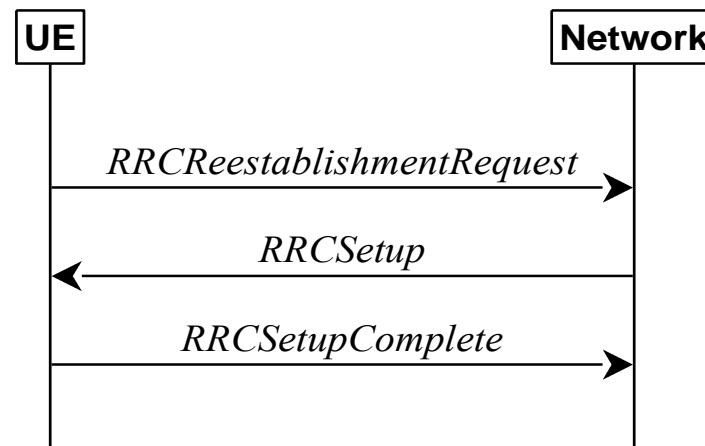 UE Network
RRCReestablishmentRequest
RRCSetup
RRCSetupComplete